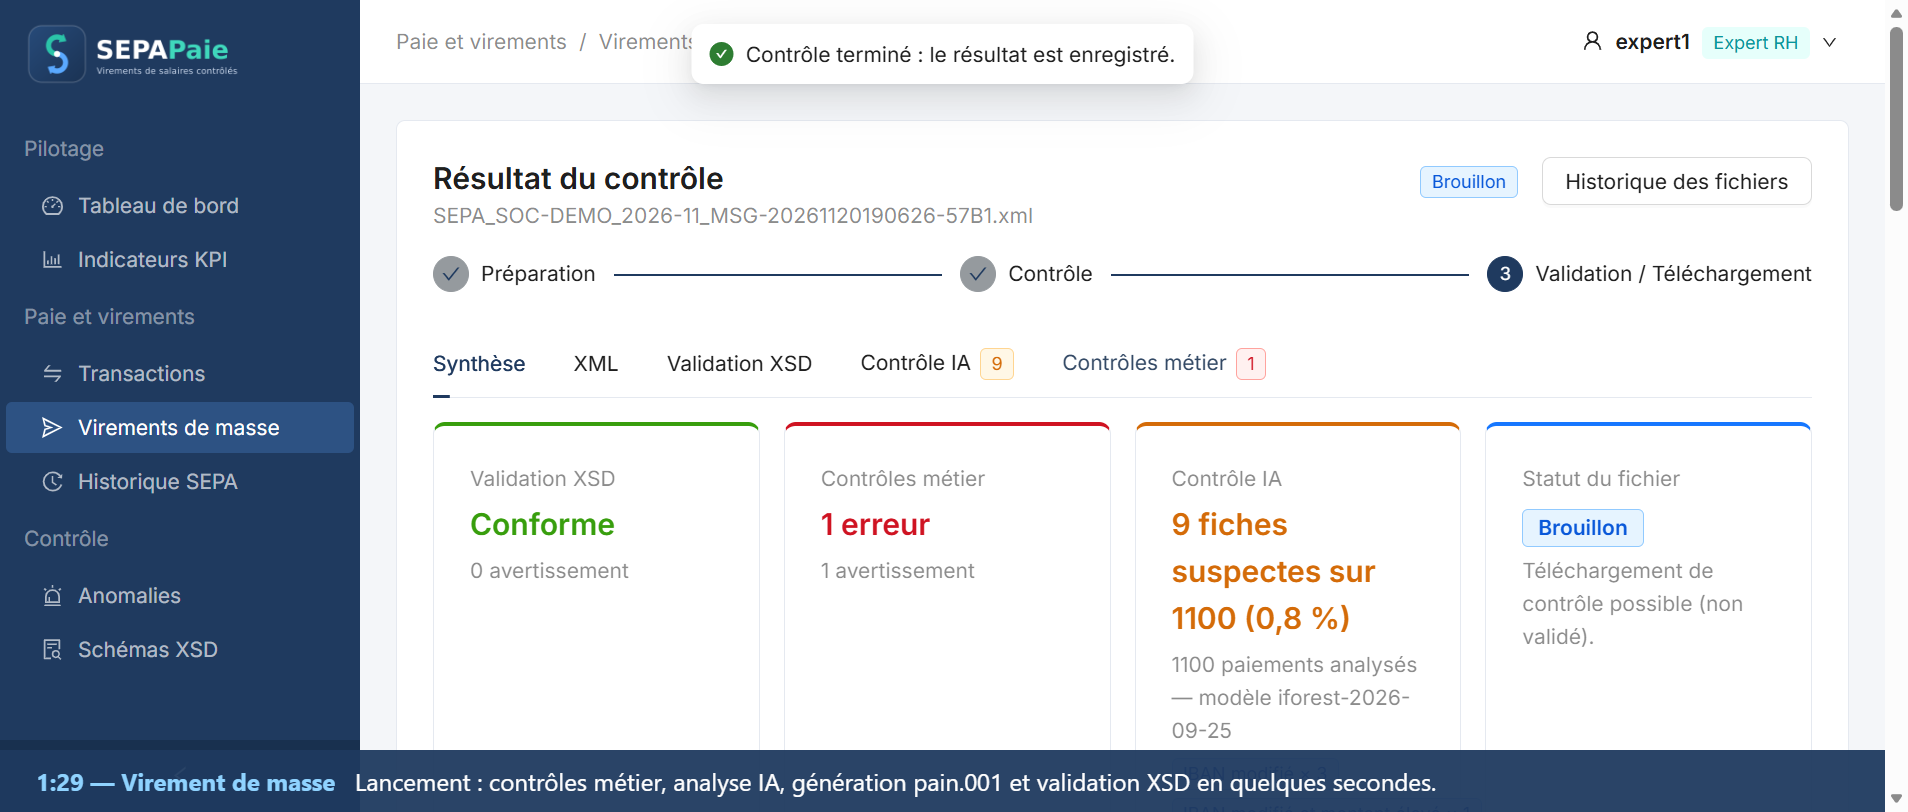 SEPAPaie
Virements de salaires contrôlés
Pilotage
Tableau de bord
Indicateurs KPI
Paie et virements
Transactions
Virements de masse
Historique SEPA
Contrôle
Anomalies
Schémas XSD
Paie et virements / Virements
Contrôle terminé : le résultat est enregistré.
expert1 Expert RH
Résultat du contrôle
Brouillon
Historique des fichiers
SEPA_SOC-DEMO_2026-11_MSG-20261120190626-57B1.xml
Préparation
Contrôle
3 Validation / Téléchargement
Synthèse XML Validation XSD Contrôle IA 9 Contrôles métier 1
Validation XSD
Conforme
0 avertissement
Contrôles métier
1 erreur
1 avertissement
Contrôle IA
9 fiches
suspectes sur
1100 (0,8 %)
1100 paiements analysés
— modèle iforest-2026-
09-25
Statut du fichier
Brouillon
Téléchargement de
contrôle possible (non
validé).
1:29 — Virement de masse Lancement : contrôles métier, analyse IA, génération pain.001 et validation XSD en quelques secondes.